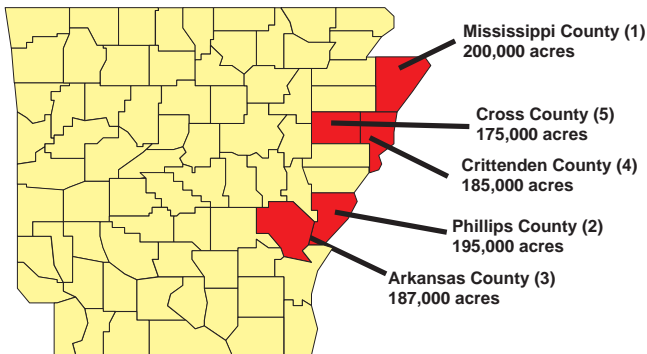 Mississippi County (1)
200,000 acres
Cross County (5)
175,000 acres
Crittenden County (4)
185,000 acres
Phillips County (2)
195,000 acres
Arkansas County (3)
187,000 acres